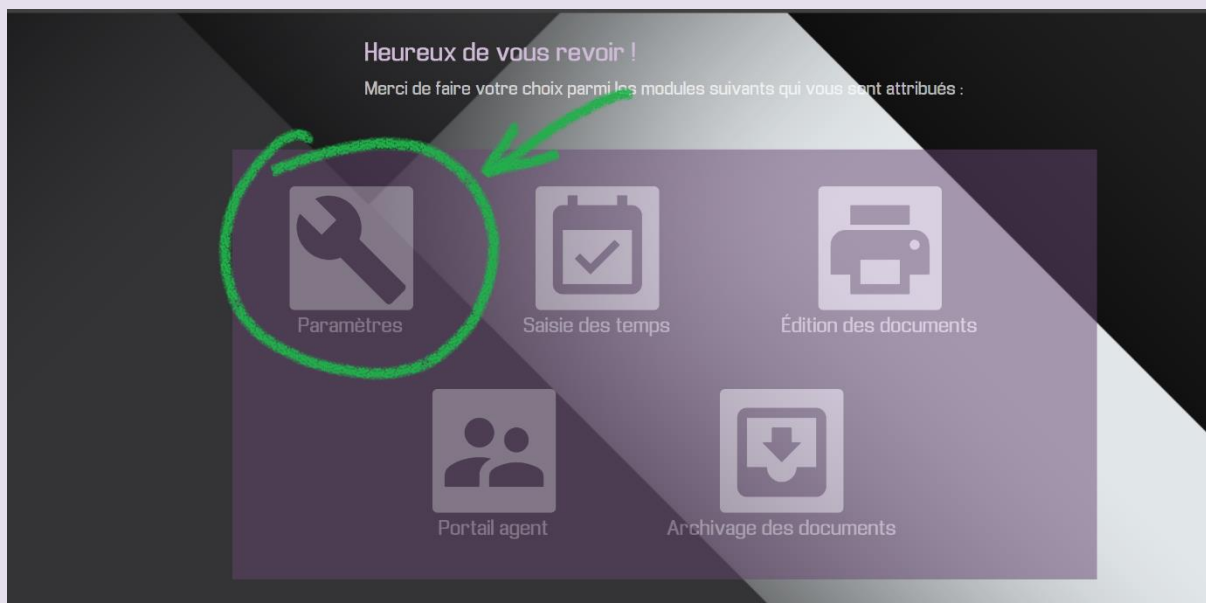 Heureux de vous revoir !
Merci de faire votre choix parmi les modules suivants qui vous sont attribués :
Paramètres
Saisie des temps
Édition des documents
Portail agent
Archivage des documents